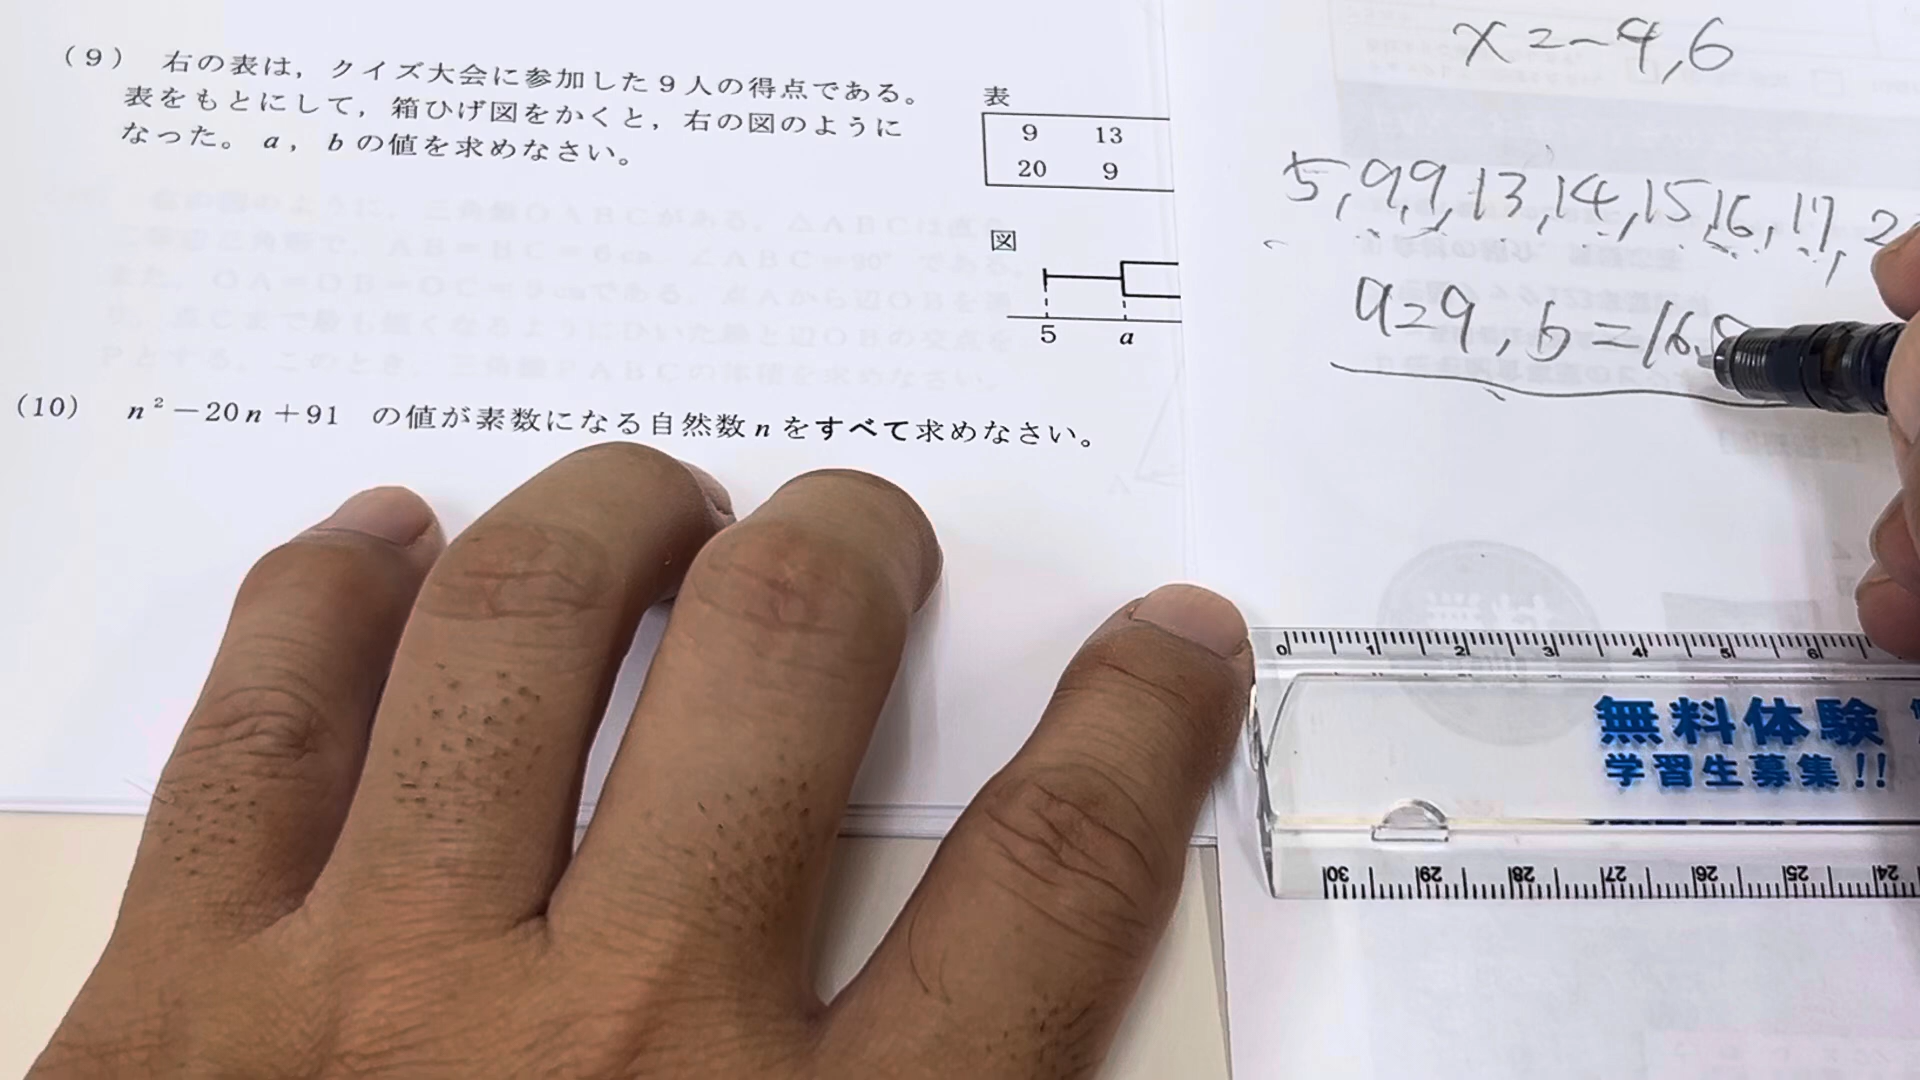 (9) 右の表は，クイズ大会に参加した9人の得点である。
表をもとにして，箱ひげ図をかくと，右の図のように
なった。a，bの値を求めなさい。
表
9 13
20 9
図
5 a
(10) n²－20n＋91 の値が素数になる自然数nをすべて求めなさい。
x=-4,6
5,9,9,13,14,15,16,17,2
a=9,b=16.
0 1 2 3 4 5 6
無料体験
学習生募集!!
30 29 28 27 26 25 24